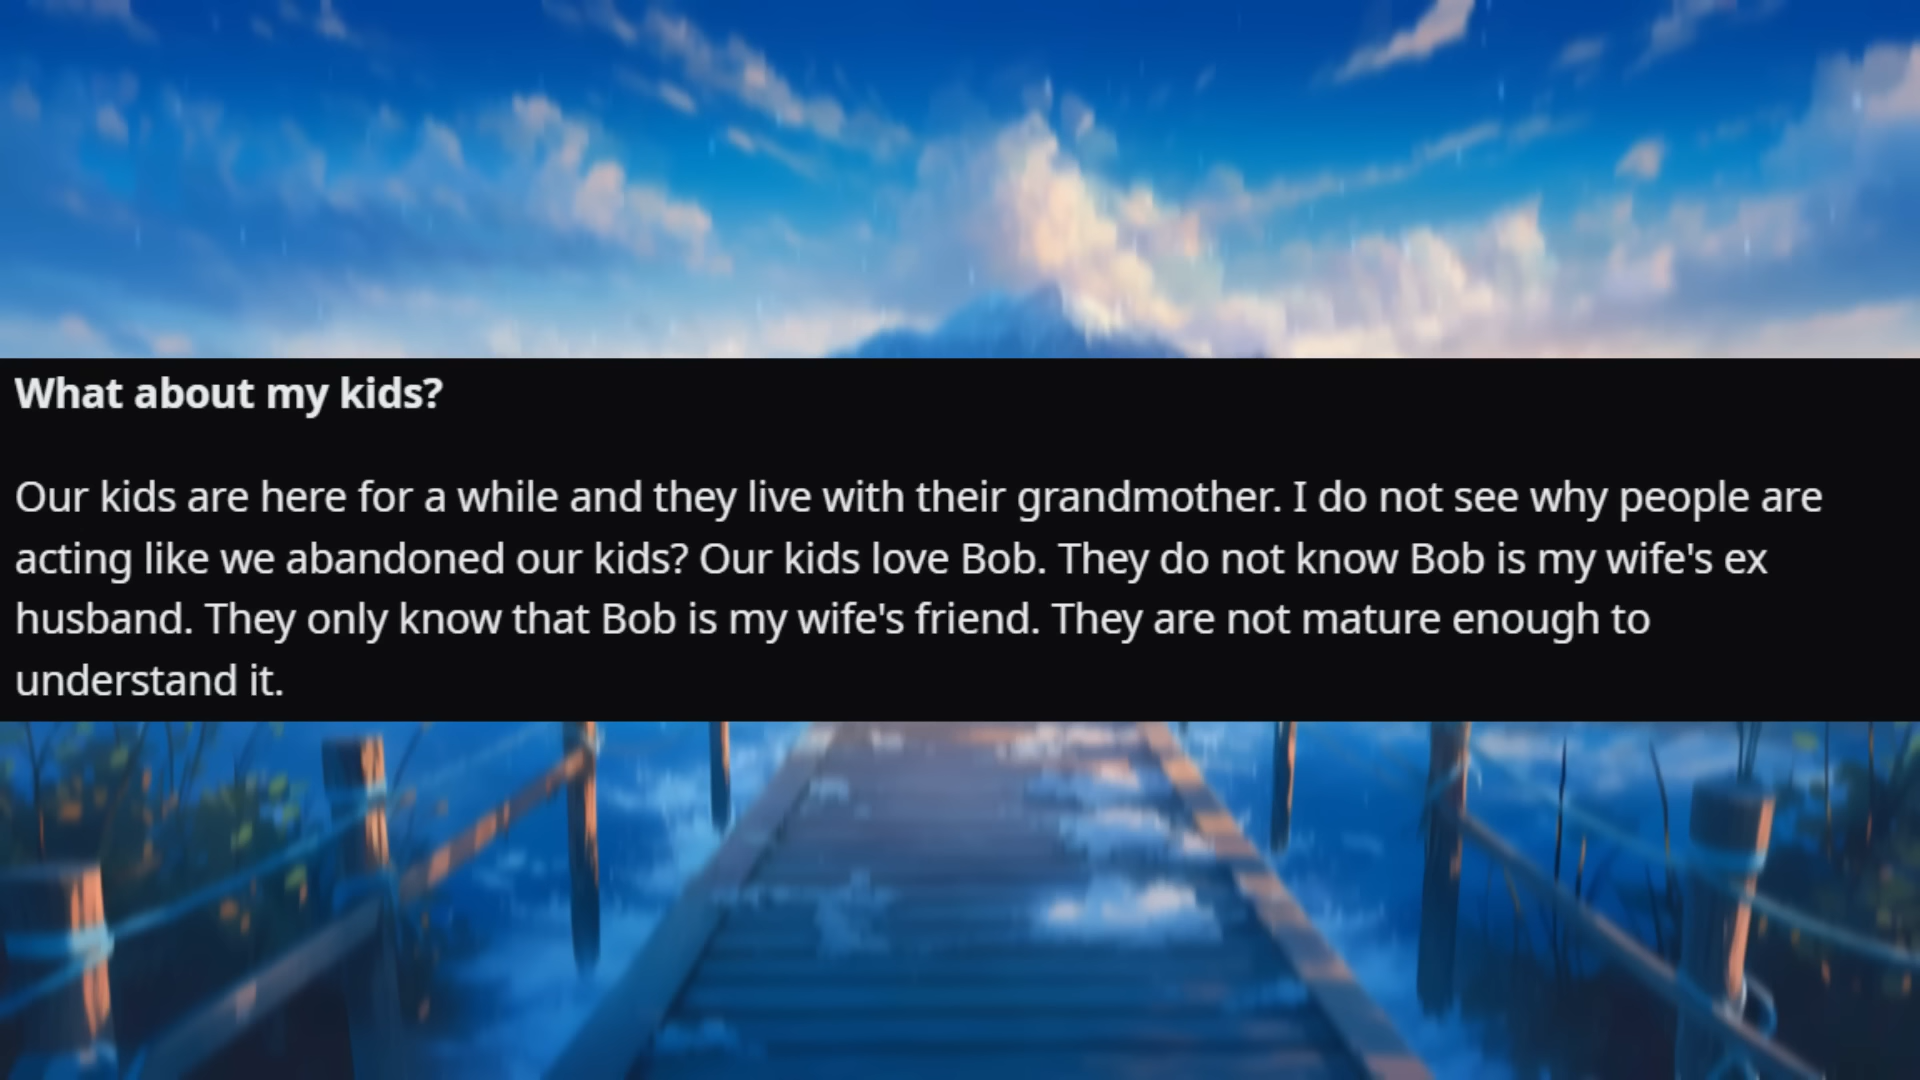 What about my kids?
Our kids are here for a while and they live with their grandmother. I do not see why people are
acting like we abandoned our kids? Our kids love Bob. They do not know Bob is my wife's ex
husband. They only know that Bob is my wife's friend. They are not mature enough to
understand it.